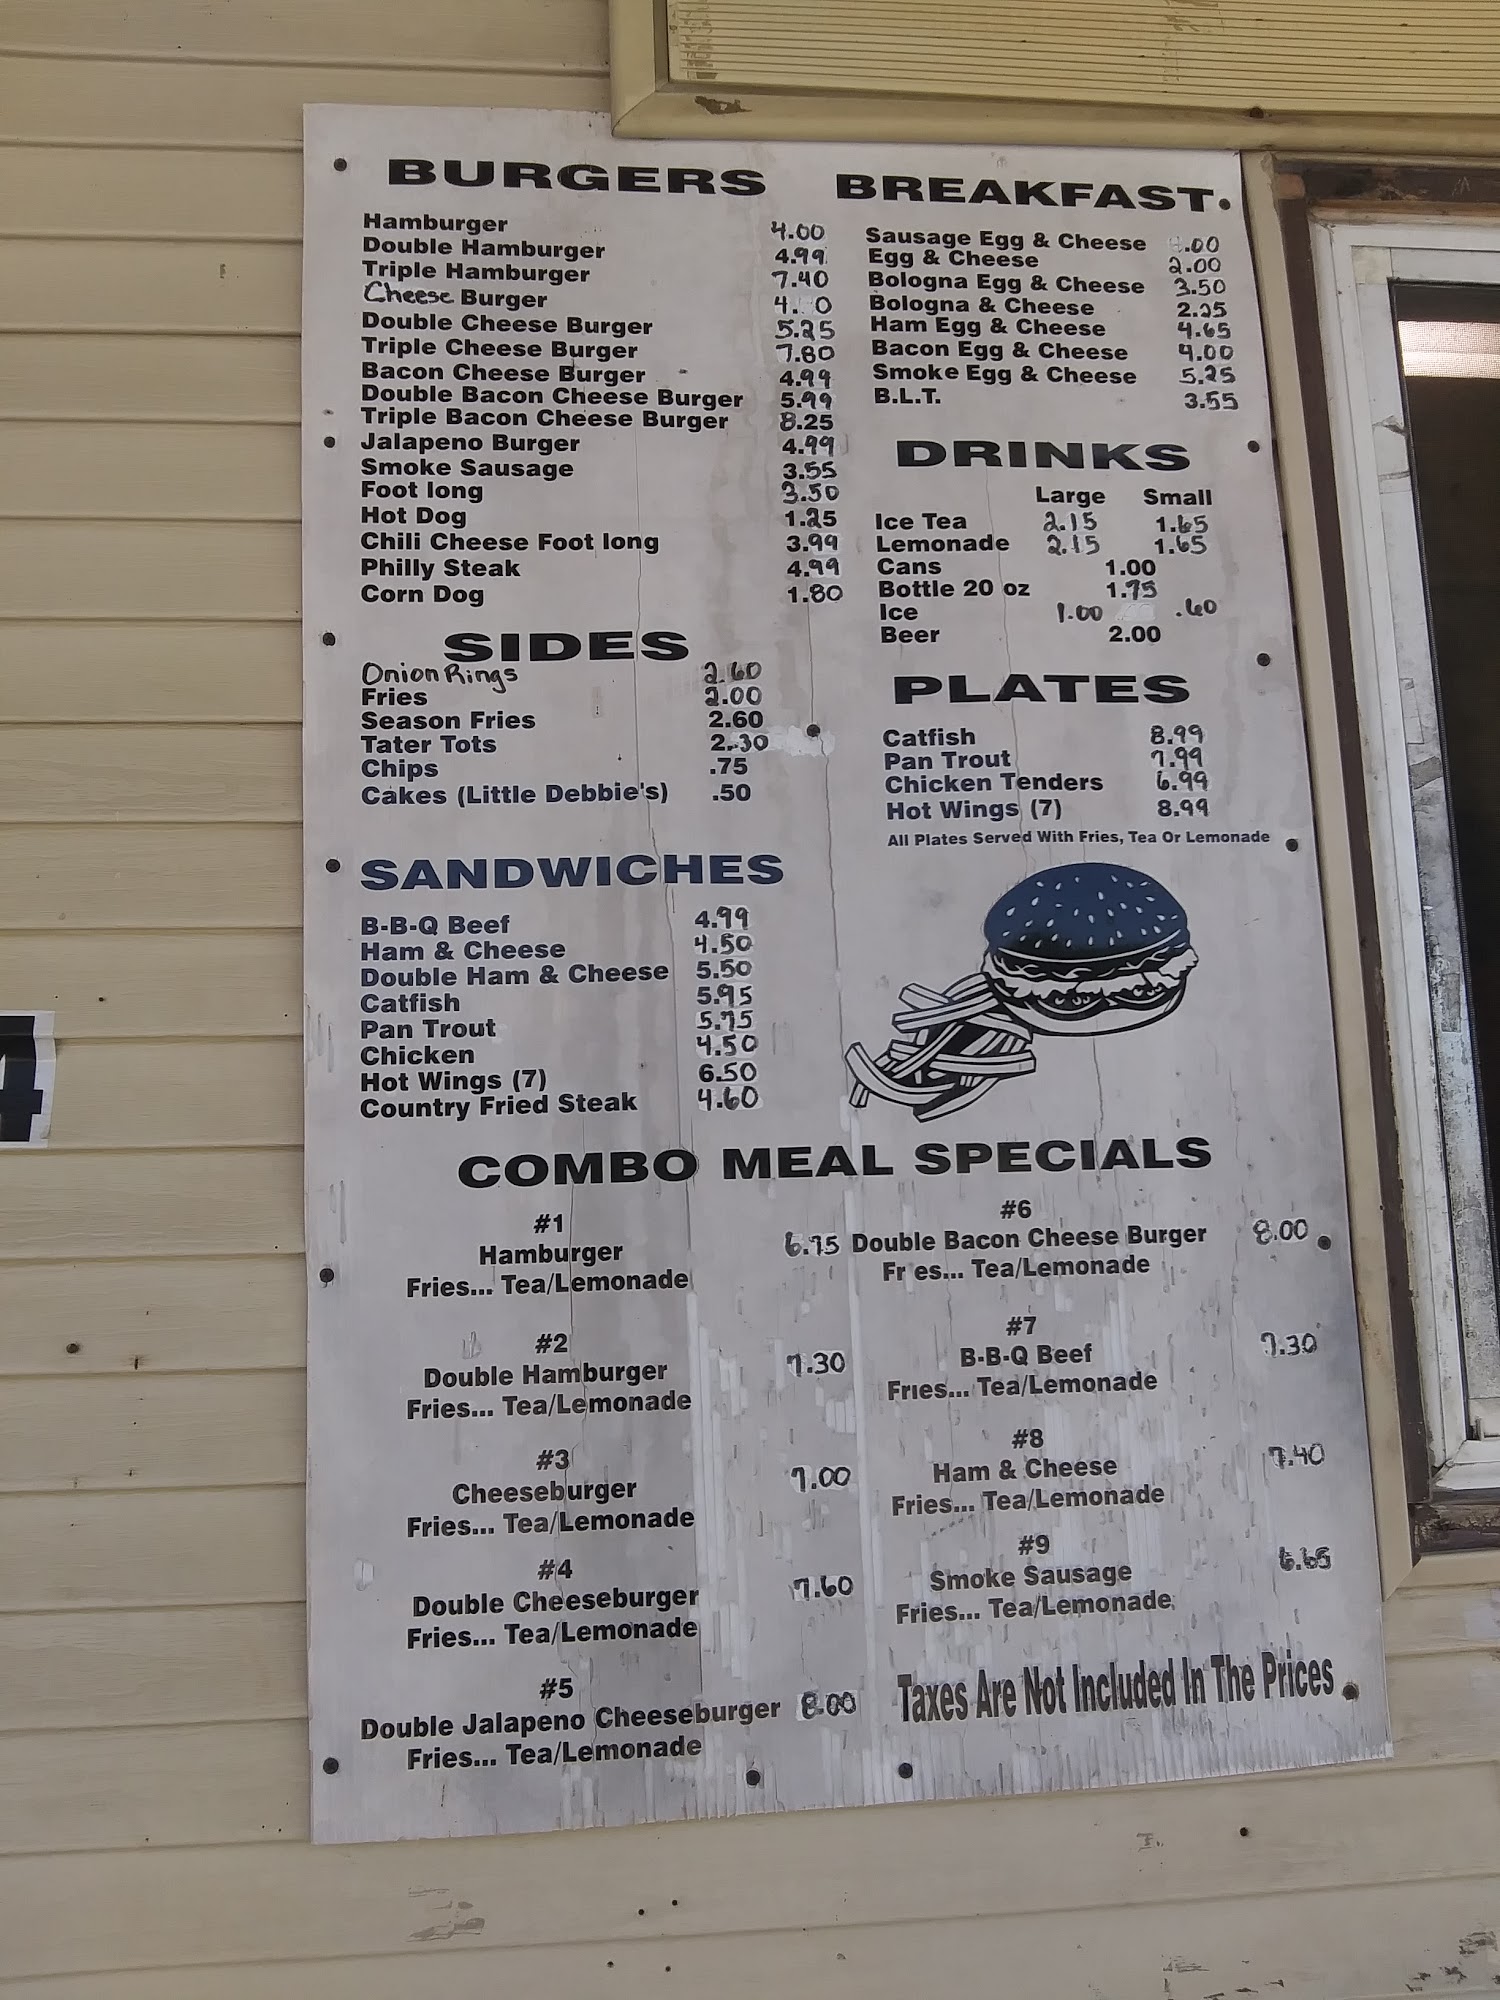 BURGERS
Hamburger 4.00
Double Hamburger 4.99
Triple Hamburger 7.40
Cheese Burger
Double Cheese Burger 5.25
Triple Cheese Burger 7.80
Bacon Cheese Burger 4.99
Double Bacon Cheese Burger 5.99
Triple Bacon Cheese Burger 8.25
Jalapeno Burger 4.99
Smoke Sausage 3.55
Foot long 3.50
Hot Dog 1.25
Chili Cheese Foot long 3.99
Philly Steak 4.99
Corn Dog 1.80
SIDES
Onion Rings 2.60
Fries 2.00
Season Fries 2.60
Tater Tots 2.30
Chips .75
Cakes (Little Debbie's) .50
SANDWICHES
B-B-Q Beef 4.99
Ham & Cheese 4.50
Double Ham & Cheese 5.50
Catfish 5.95
Pan Trout 5.75
Chicken 4.50
Hot Wings (7) 6.50
Country Fried Steak 4.60
BREAKFAST
Sausage Egg & Cheese
Egg & Cheese 2.00
Bologna Egg & Cheese 3.50
Bologna & Cheese 2.25
Ham Egg & Cheese 4.65
Bacon Egg & Cheese 4.00
Smoke Egg & Cheese 5.25
B.L.T. 3.55
DRINKS
Large Small
Ice Tea 2.15 1.65
Lemonade 2.15 1.65
Cans 1.00
Bottle 20 oz 1.75
Ice 1.00 .60
Beer 2.00
PLATES
Catfish 8.99
Pan Trout 7.99
Chicken Tenders 6.99
Hot Wings (7) 8.99
All Plates Served With Fries, Tea Or Lemonade
COMBO MEAL SPECIALS
#1
Hamburger 6.75
Fries... Tea/Lemonade
#2
Double Hamburger 7.30
Fries... Tea/Lemonade
#3
Cheeseburger 7.00
Fries... Tea/Lemonade
#4
Double Cheeseburger 7.60
Fries... Tea/Lemonade
#5
Double Jalapeno Cheeseburger 8.00
Fries... Tea/Lemonade
#6
Double Bacon Cheese Burger 8.00
Fries... Tea/Lemonade
#7
B-B-Q Beef 7.30
Fries... Tea/Lemonade
#8
Ham & Cheese 7.40
Fries... Tea/Lemonade
#9
Smoke Sausage 6.65
Fries... Tea/Lemonade
Taxes Are Not Included In The Prices
4